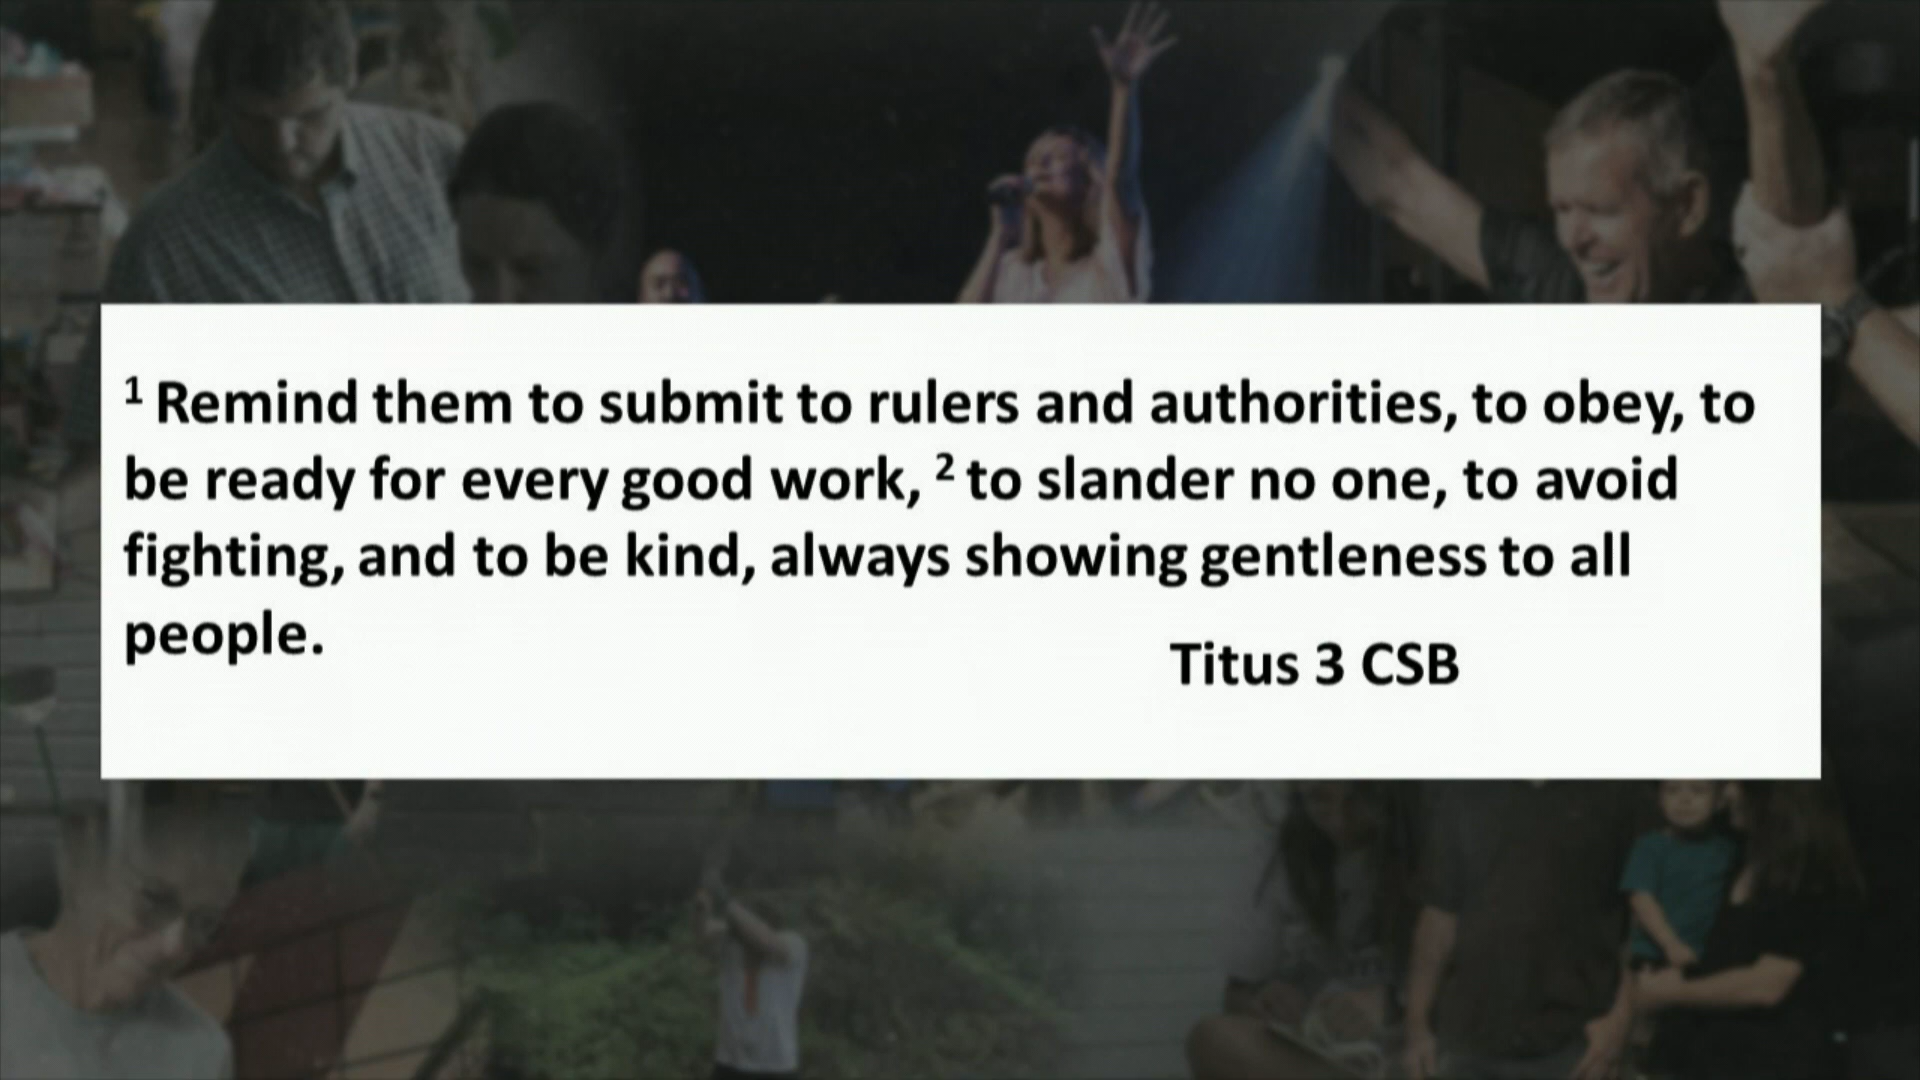 1 Remind them to submit to rulers and authorities, to obey, to
be ready for every good work, 2 to slander no one, to avoid
fighting, and to be kind, always showing gentleness to all
people.
Titus 3 CSB